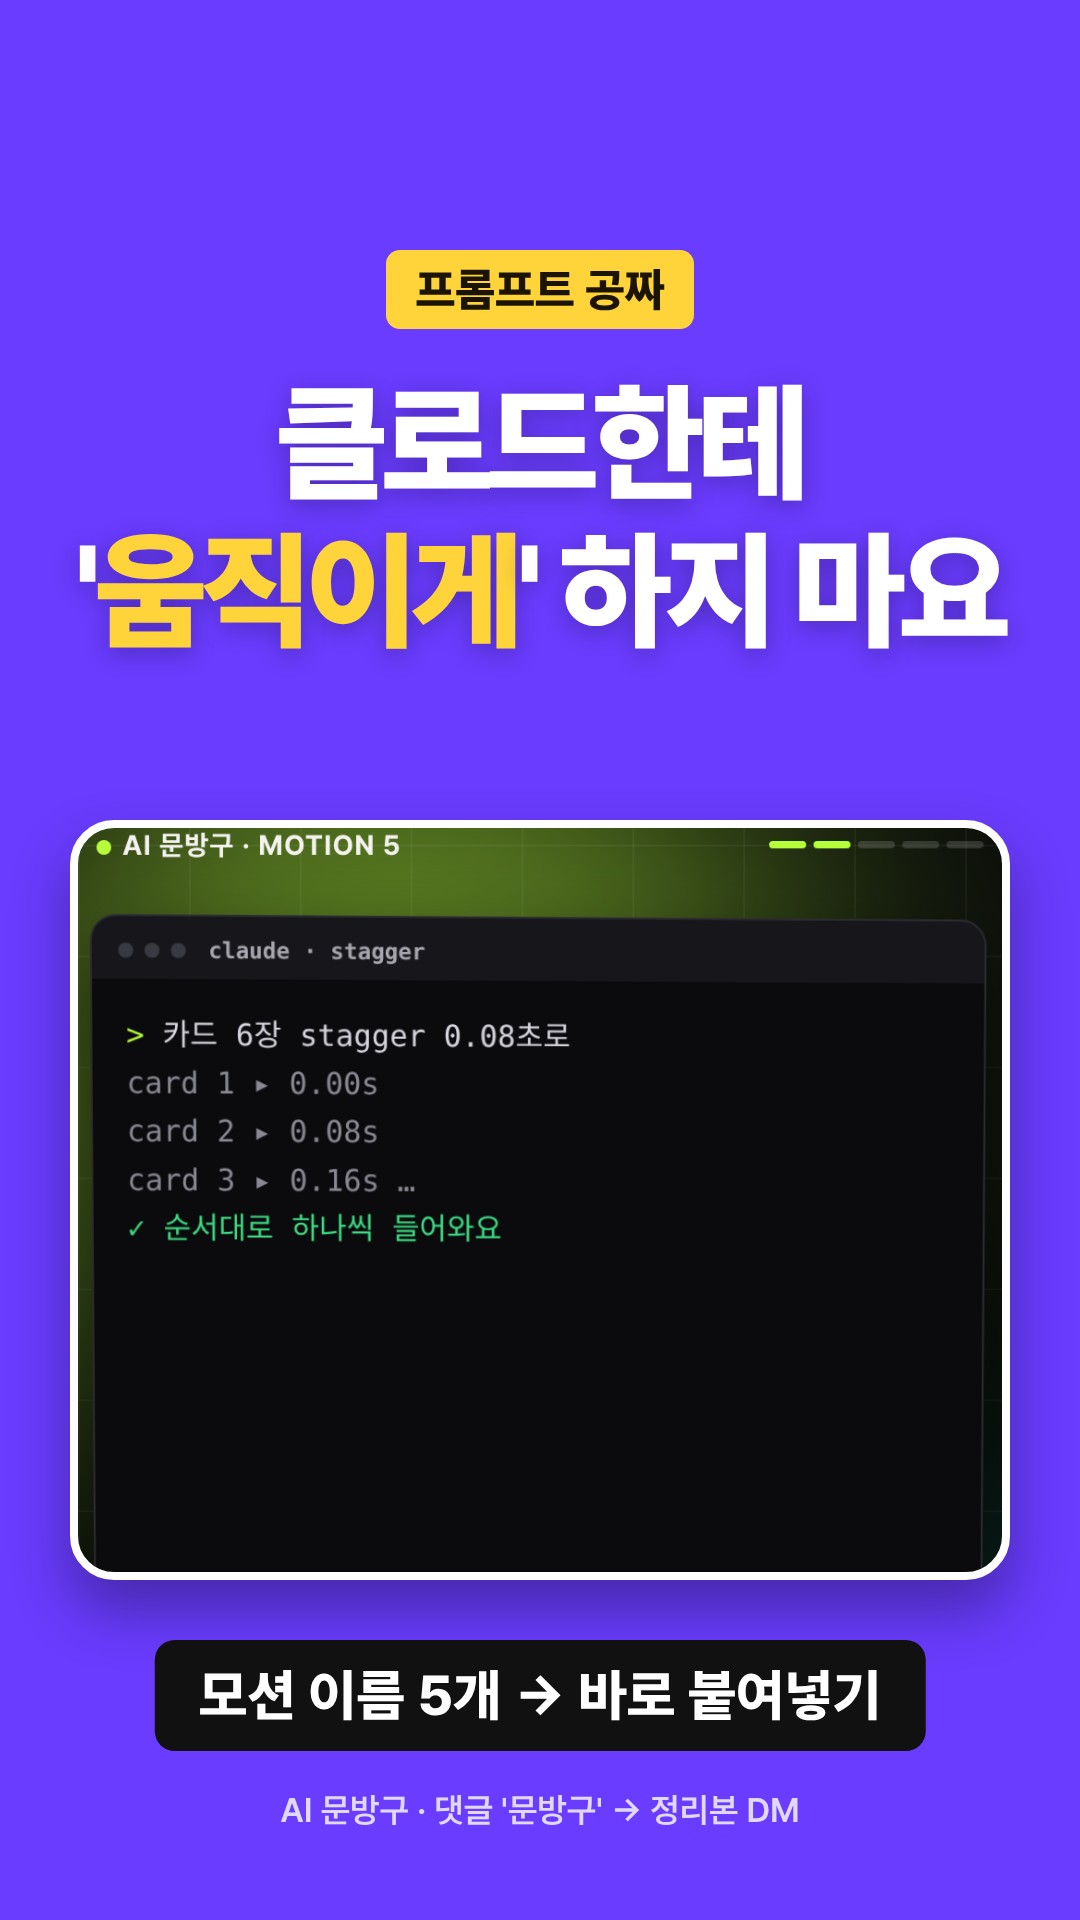 프롬프트 공짜
클로드한테
'움직이게' 하지 마요
AI 문방구 · MOTION 5
claude · stagger
> 카드 6장 stagger 0.08초로
card 1 ▸ 0.00s
card 2 ▸ 0.08s
card 3 ▸ 0.16s …
✓ 순서대로 하나씩 들어와요
모션 이름 5개 → 바로 붙여넣기
AI 문방구 · 댓글 '문방구' → 정리본 DM